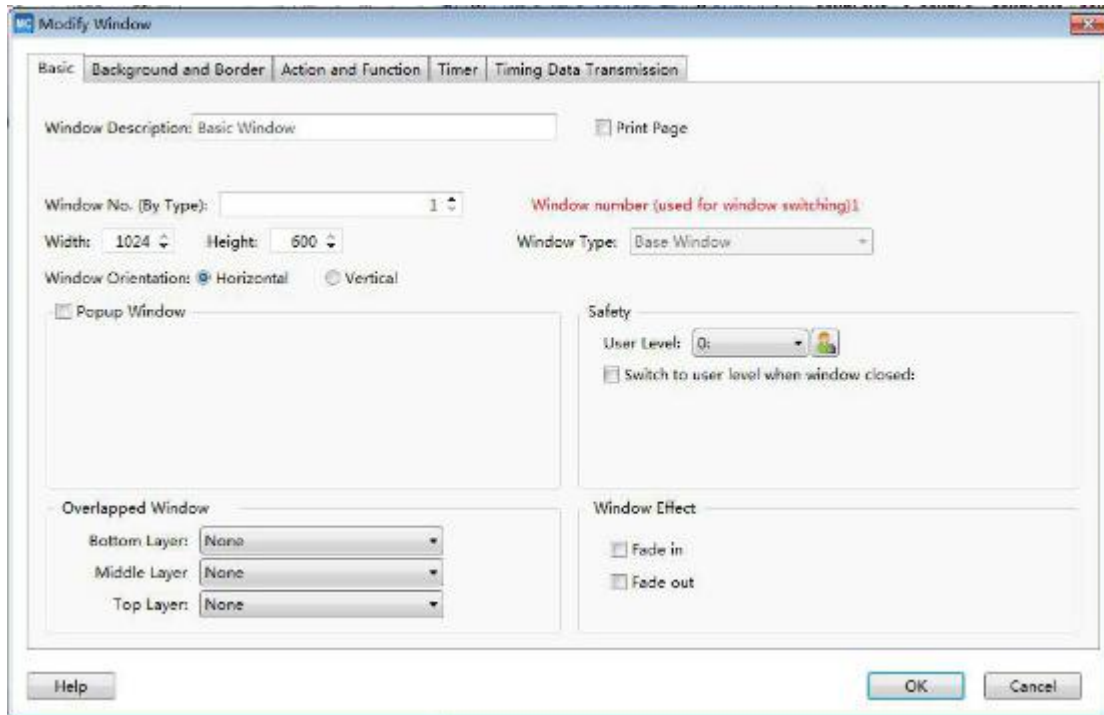 MC Modify Window
Basic Background and Border Action and Function Timer Timing Data Transmission
Window Description: Basic Window Print Page
Window No. (By Type): 1 Window number (used for window switching)1
Width: 1024 Height: 600 Window Type: Base Window
Window Orientation: Horizontal Vertical
Popup Window
Safety
User Level: 0:
Switch to user level when window closed:
Overlapped Window
Bottom Layer: None
Middle Layer None
Top Layer: None
Window Effect
Fade in
Fade out
Help OK Cancel